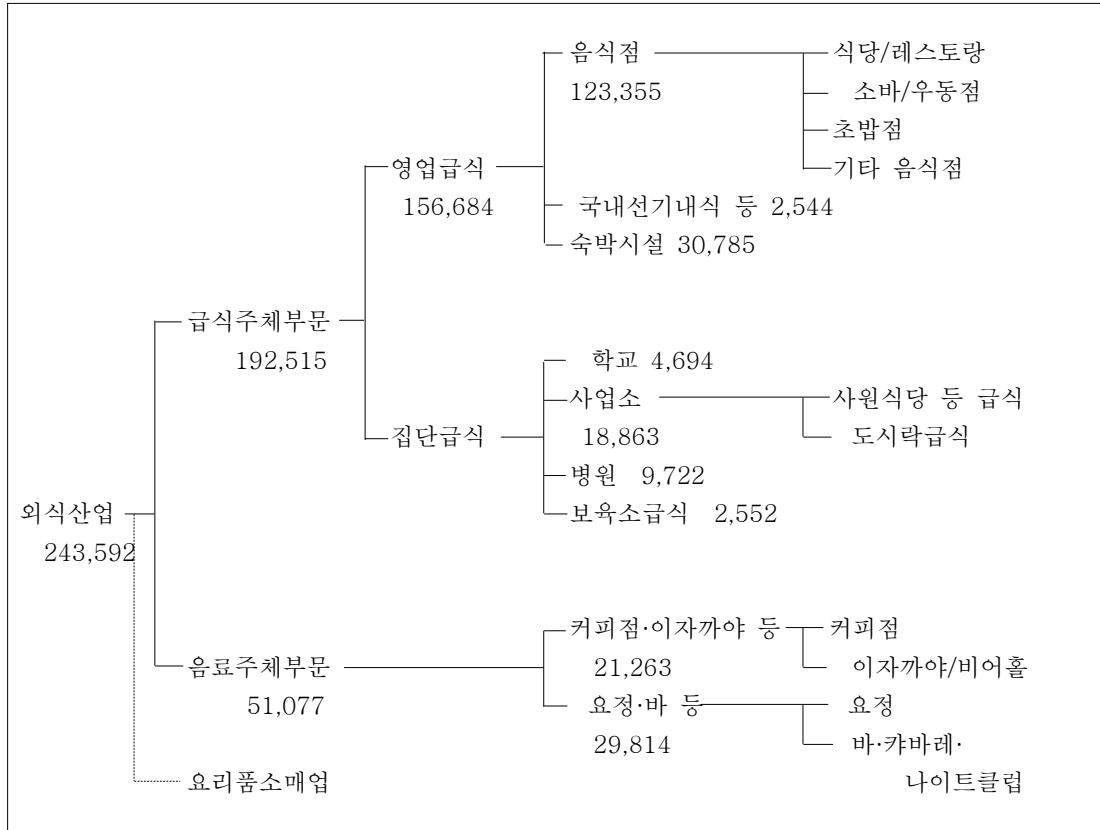 음식점 식당/레스토랑
123,355 소바/우동점
초밥점
영업급식 기타 음식점
156,684 국내선기내식 등 2,544
숙박시설 30,785
급식주체부문
192,515 학교 4,694
사업소 사원식당 등 급식
집단급식 18,863 도시락급식
병원 9,722
외식산업 보육소급식 2,552
243,592
커피점·이자까야 등 커피점
음료주체부문 21,263 이자까야/비어홀
51,077 요정·바 등 요정
29,814 바·캬바레·
요리품소매업 나이트클럽